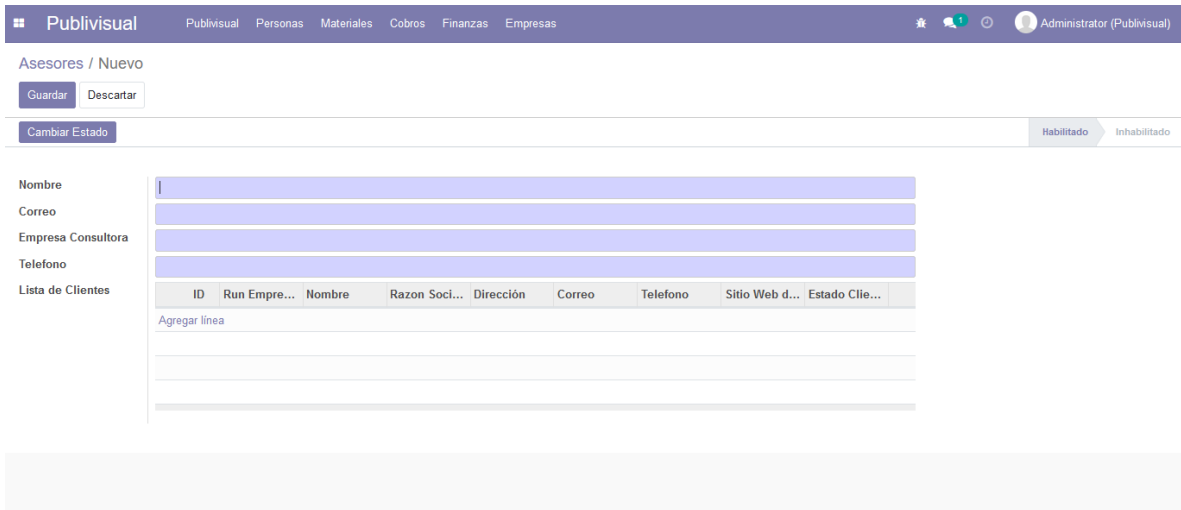 Publivisual Publivisual Personas Materiales Cobros Finanzas Empresas 1 Administrator (Publivisual)
Asesores / Nuevo
Guardar Descartar
Cambiar Estado Habilitado Inhabilitado
Nombre
Correo
Empresa Consultora
Telefono
Lista de Clientes
ID Run Empre... Nombre Razon Soci... Dirección Correo Telefono Sitio Web d... Estado Clie...
Agregar línea